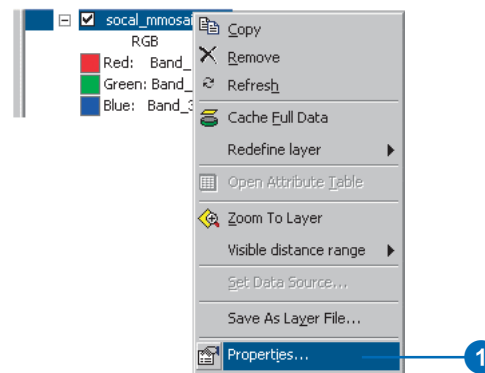 socal_mmosai
RGB
Red: Band_
Green: Band_
Blue: Band_3
Copy
Remove
Refresh
Cache Full Data
Redefine layer
Open Attribute Table
Zoom To Layer
Visible distance range
Set Data Source...
Save As Layer File...
Properties...
1